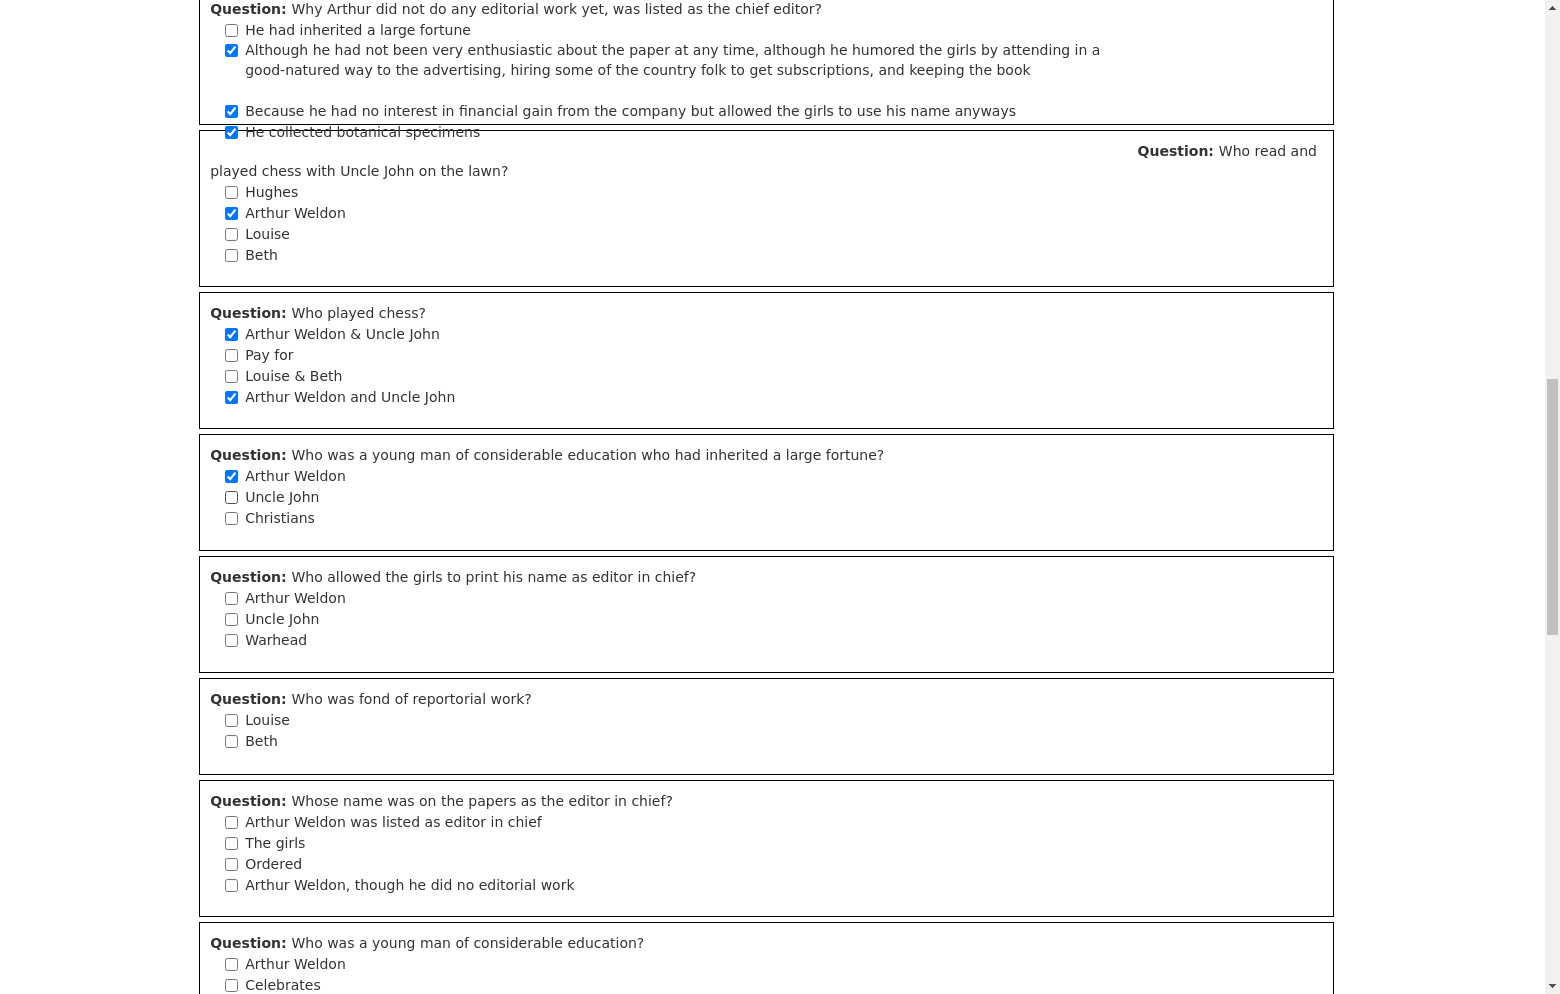 Question: Why Arthur did not do any editorial work yet, was listed as the chief editor?
He had inherited a large fortune
Although he had not been very enthusiastic about the paper at any time, although he humored the girls by attending in a
good-natured way to the advertising, hiring some of the country folk to get subscriptions, and keeping the book
Because he had no interest in financial gain from the company but allowed the girls to use his name anyways
He collected botanical specimens
Question: Who read and
played chess with Uncle John on the lawn?
Hughes
Arthur Weldon
Louise
Beth
Question: Who played chess?
Arthur Weldon & Uncle John
Pay for
Louise & Beth
Arthur Weldon and Uncle John
Question: Who was a young man of considerable education who had inherited a large fortune?
Arthur Weldon
Uncle John
Christians
Question: Who allowed the girls to print his name as editor in chief?
Arthur Weldon
Uncle John
Warhead
Question: Who was fond of reportorial work?
Louise
Beth
Question: Whose name was on the papers as the editor in chief?
Arthur Weldon was listed as editor in chief
The girls
Ordered
Arthur Weldon, though he did no editorial work
Question: Who was a young man of considerable education?
Arthur Weldon
Celebrates